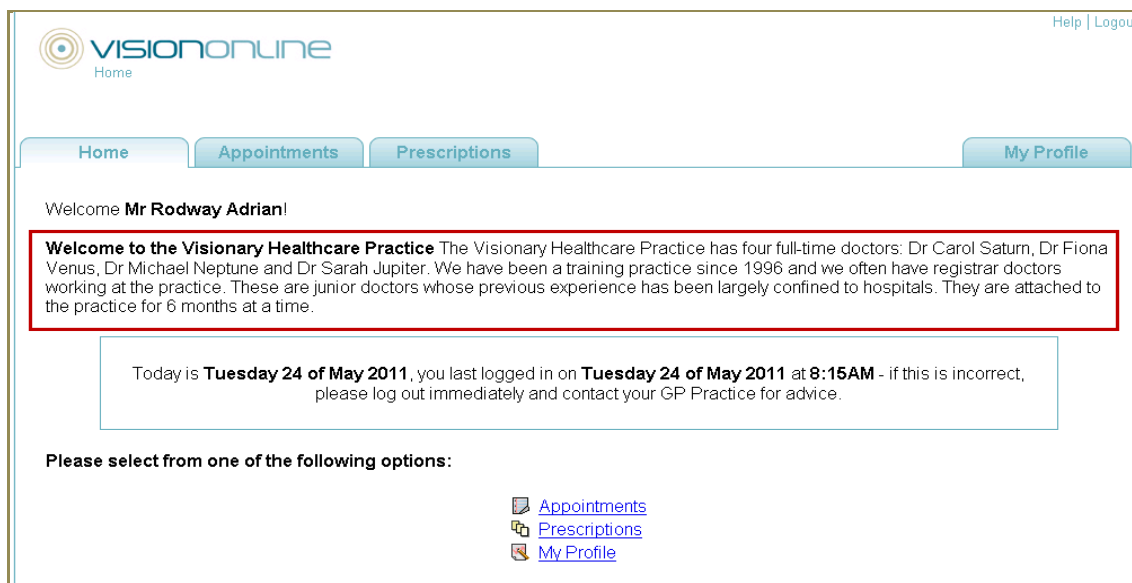 Help | Logou
VISIONONLINE
Home
Home Appointments Prescriptions My Profile
Welcome Mr Rodway Adrian!
Welcome to the Visionary Healthcare Practice The Visionary Healthcare Practice has four full-time doctors: Dr Carol Saturn, Dr Fiona
Venus, Dr Michael Neptune and Dr Sarah Jupiter. We have been a training practice since 1996 and we often have registrar doctors
working at the practice. These are junior doctors whose previous experience has been largely confined to hospitals. They are attached to
the practice for 6 months at a time.
Today is Tuesday 24 of May 2011, you last logged in on Tuesday 24 of May 2011 at 8:15AM - if this is incorrect,
please log out immediately and contact your GP Practice for advice.
Please select from one of the following options:
Appointments
Prescriptions
My Profile